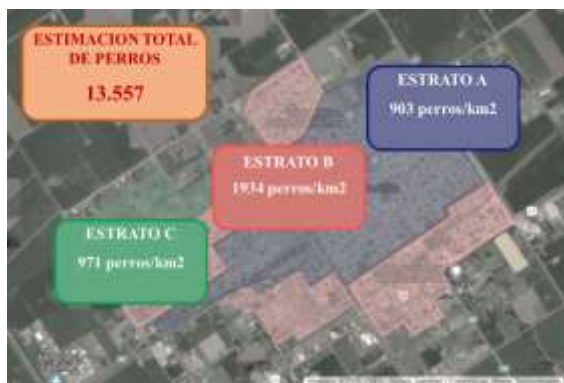 ESTIMACION TOTAL
DE PERROS
13.557
ESTRATO A
903 perros/km2
ESTRATO B
1934 perros/km2
ESTRATO C
971 perros/km2